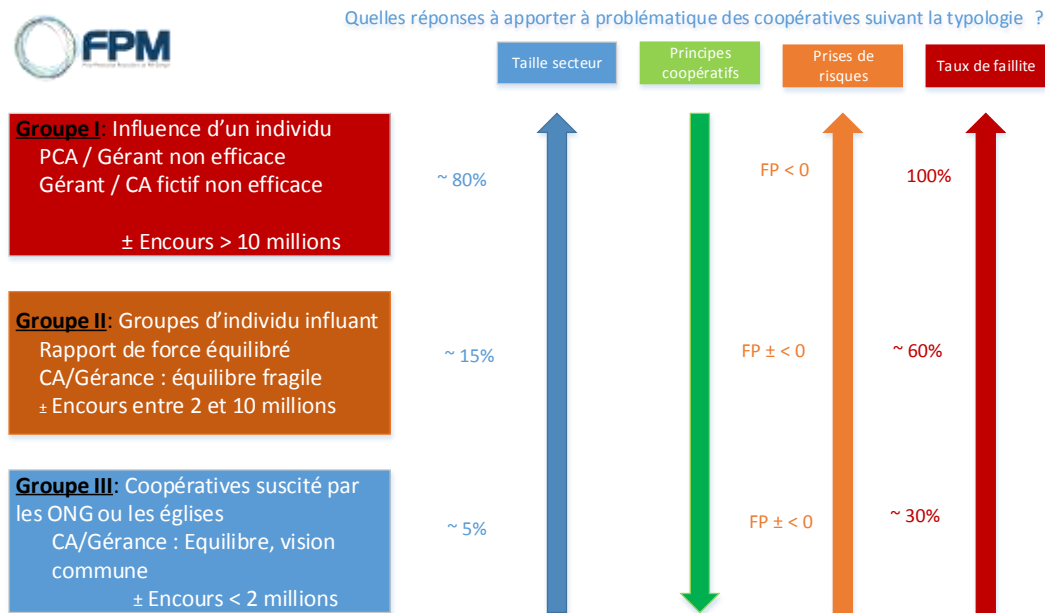 Quelles réponses à apporter à problématique des coopératives suivant la typologie ?
FPM
Taille secteur
Principes
coopératifs
Prises de
risques
Taux de faillite
Groupe I: Influence d’un individu
PCA / Gérant non efficace
Gérant / CA fictif non efficace
± Encours > 10 millions
~ 80%
FP < 0
100%
Groupe II: Groupes d’individu influant
Rapport de force équilibré
CA/Gérance : équilibre fragile
± Encours entre 2 et 10 millions
~ 15%
FP ± < 0
~ 60%
Groupe III: Coopératives suscité par
les ONG ou les églises
CA/Gérance : Equilibre, vision
commune
± Encours < 2 millions
~ 5%
FP ± < 0
~ 30%